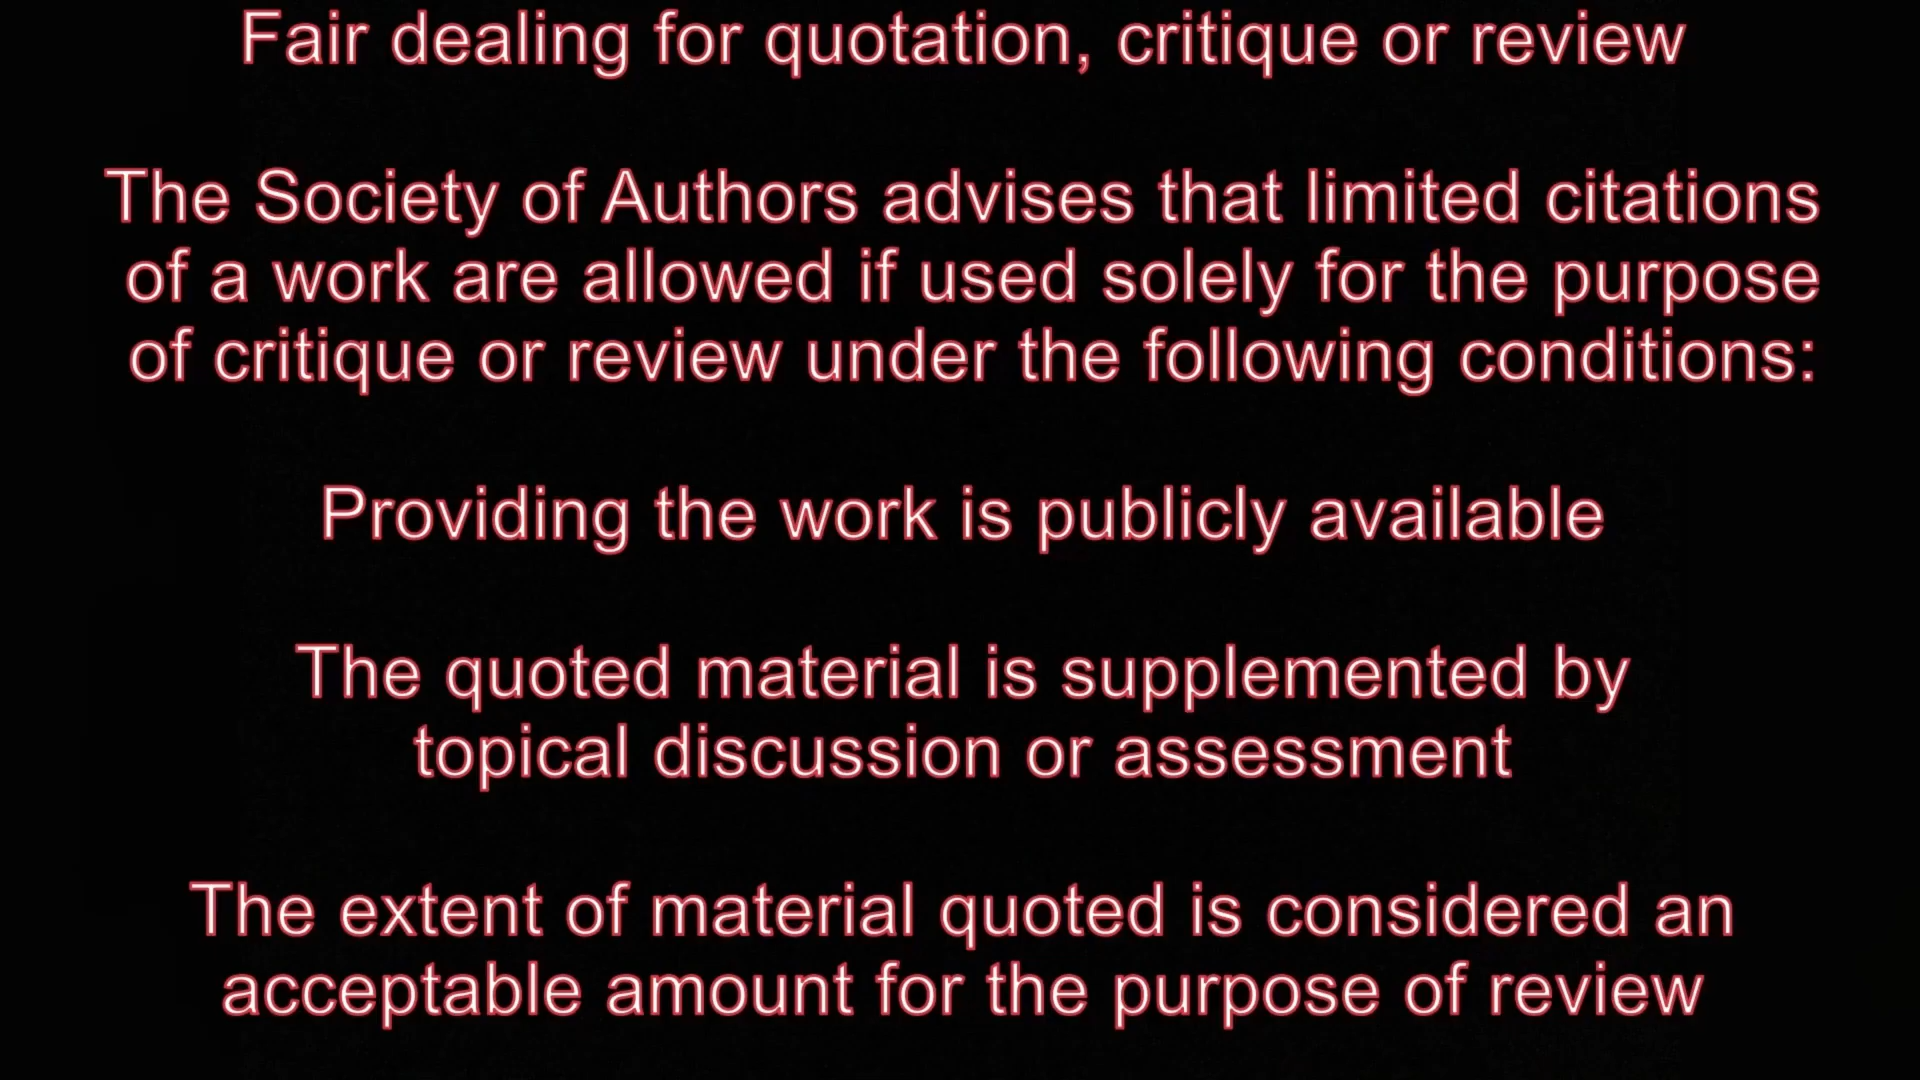 Fair dealing for quotation, critique or review
The Society of Authors advises that limited citations
of a work are allowed if used solely for the purpose
of critique or review under the following conditions:
Providing the work is publicly available
The quoted material is supplemented by
topical discussion or assessment
The extent of material quoted is considered an
acceptable amount for the purpose of review